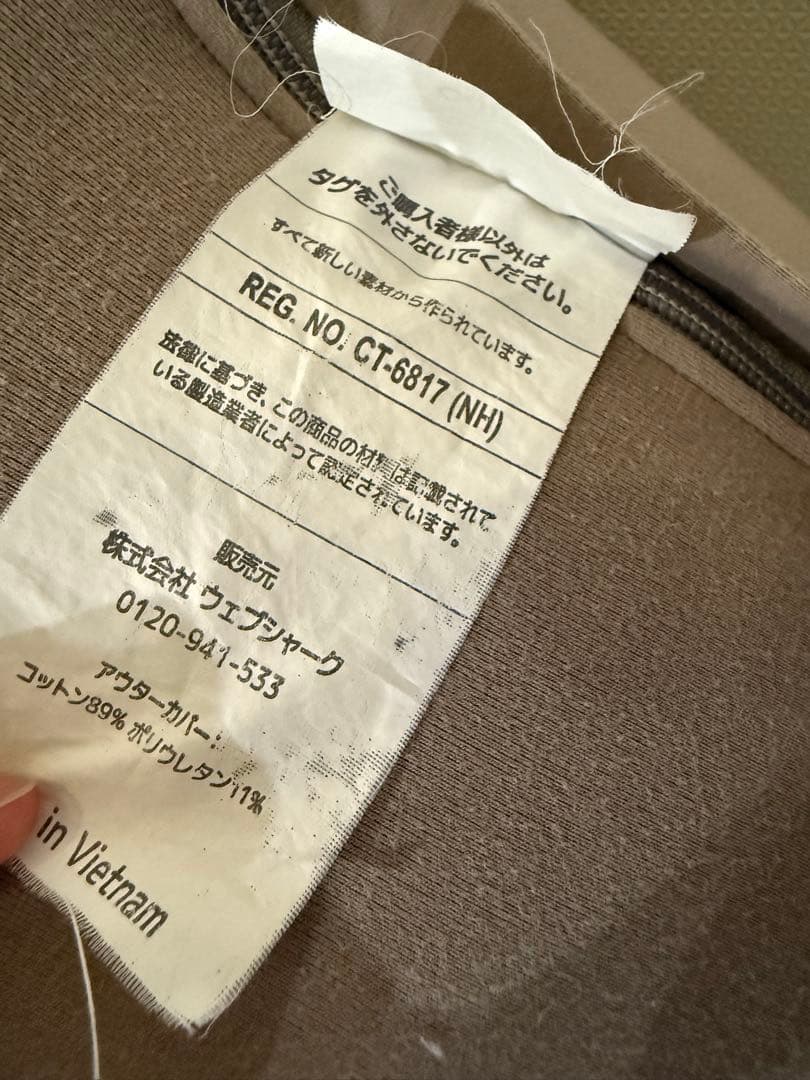 ご購入者様以外は
タグを外さないでください。
すべて新しい素材から作られています。
REG. NO. CT-6817 (NH)
法律に基づき、この商品の材料は記載されて
いる製造業者によって認定されています。
販売元
株式会社 ウェブシャーク
0120-941-533
アウターカバー:
コットン89% ポリウレタン11%
in Vietnam